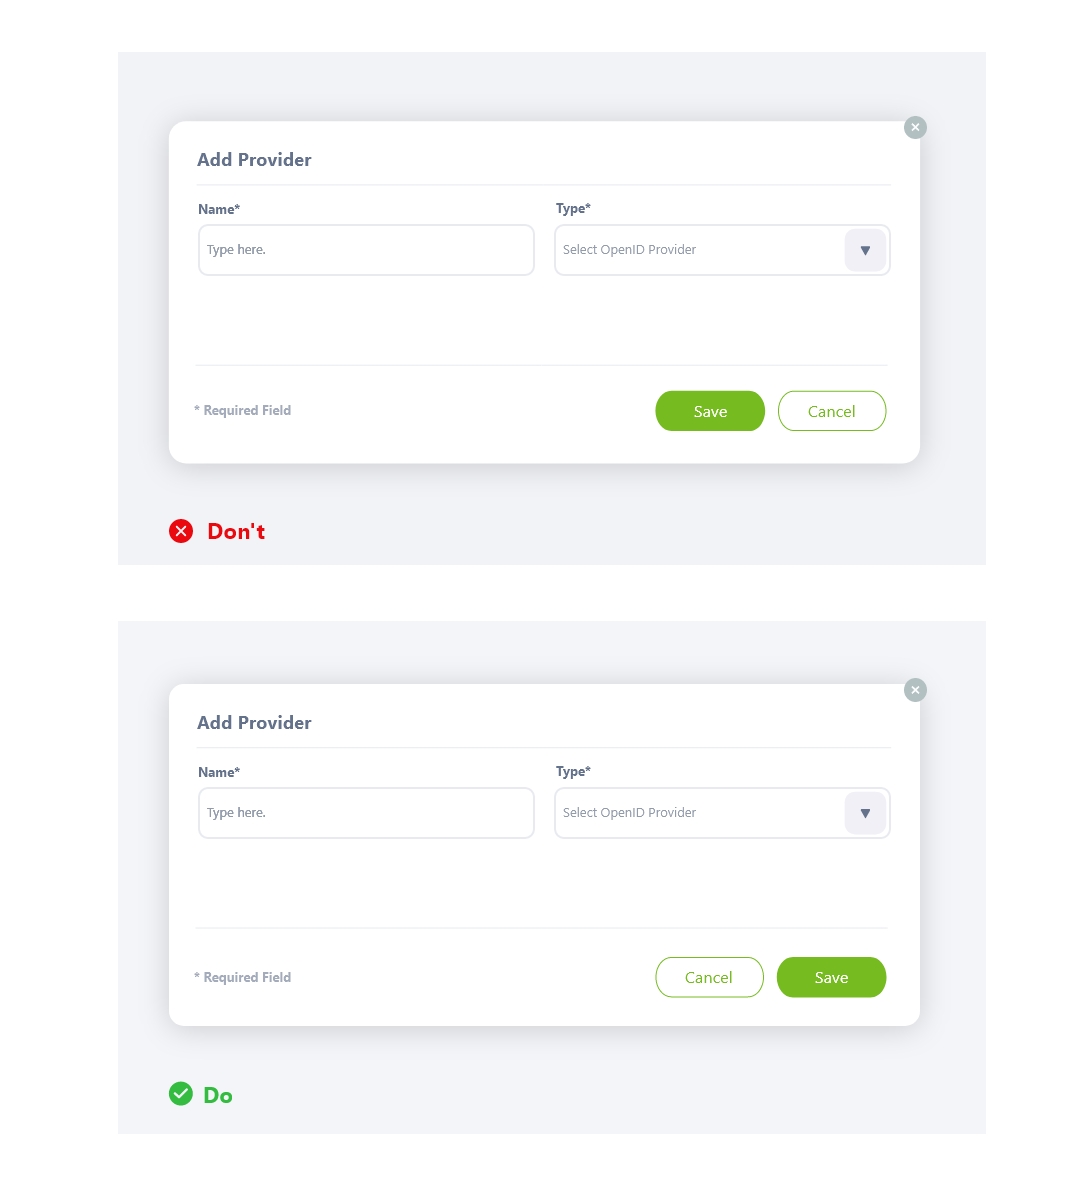 Add Provider
Name* Type*
Type here. Select OpenID Provider
* Required Field Save Cancel
Don't
Add Provider
Name* Type*
Type here. Select OpenID Provider
* Required Field Cancel Save
Do